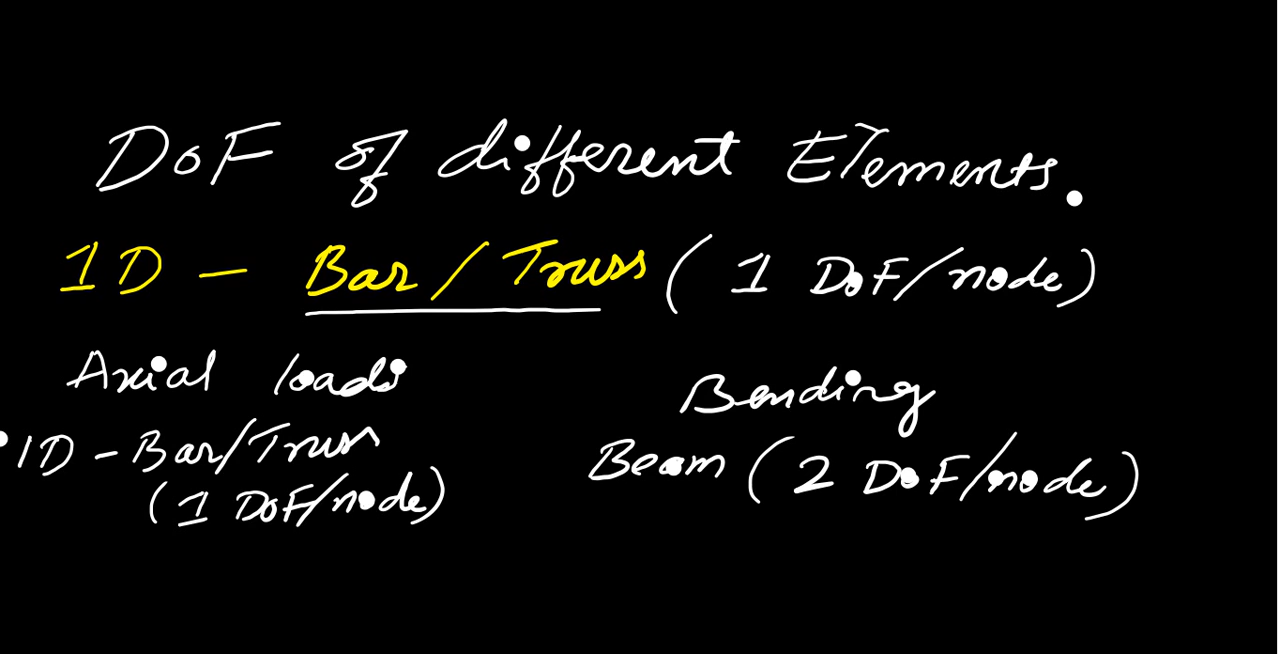 DoF of different Elements.
1D - Bar/Truss (1 DoF/node)
Axial loads
1D - Bar/Truss
(1 DoF/node)
Bending
Beam (2 DoF/node)